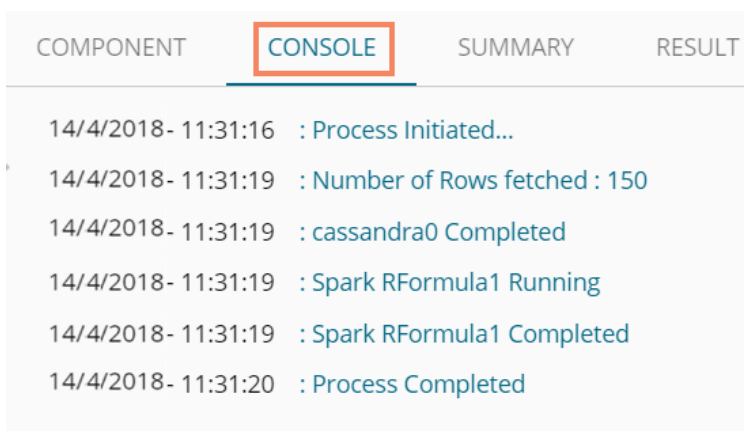 COMPONENT CONSOLE SUMMARY RESULT
14/4/2018- 11:31:16 : Process Initiated...
14/4/2018- 11:31:19 : Number of Rows fetched : 150
14/4/2018- 11:31:19 : cassandra0 Completed
14/4/2018- 11:31:19 : Spark RFormula1 Running
14/4/2018- 11:31:19 : Spark RFormula1 Completed
14/4/2018- 11:31:20 : Process Completed